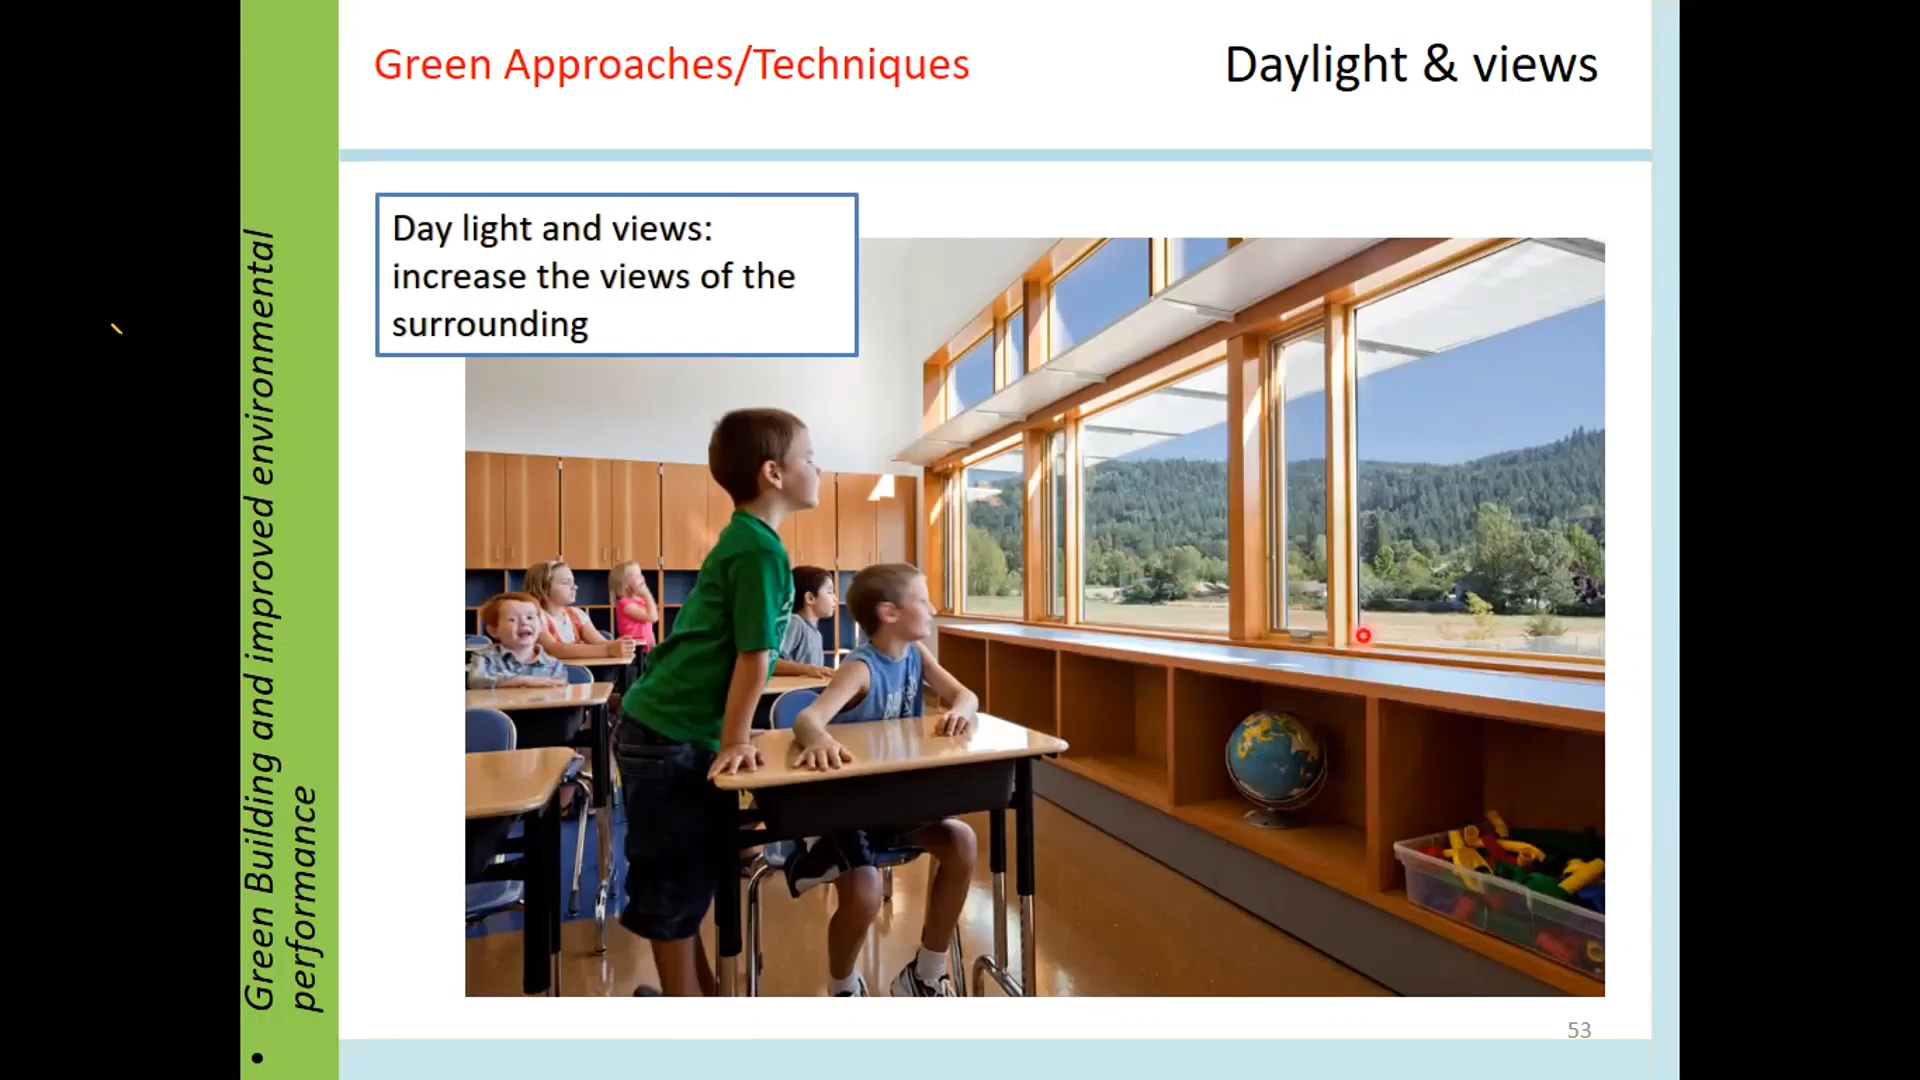 Green Approaches/Techniques
Daylight & views
Day light and views:
increase the views of the
surrounding
• Green Building and improved environmental
performance
53